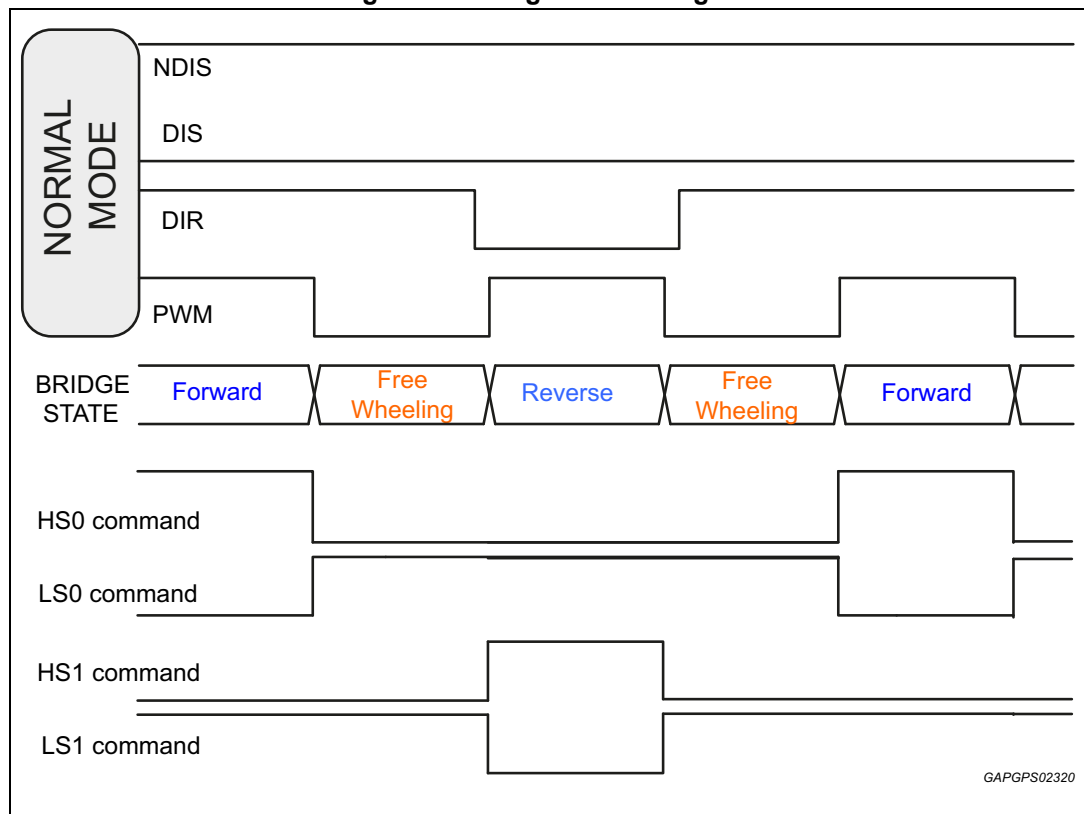 NORMAL
MODE
NDIS
DIS
DIR
PWM
BRIDGE
STATE
Forward
Free
Wheeling
Reverse
Free
Wheeling
Forward
HS0 command
LS0 command
HS1 command
LS1 command
GAPGPS02320